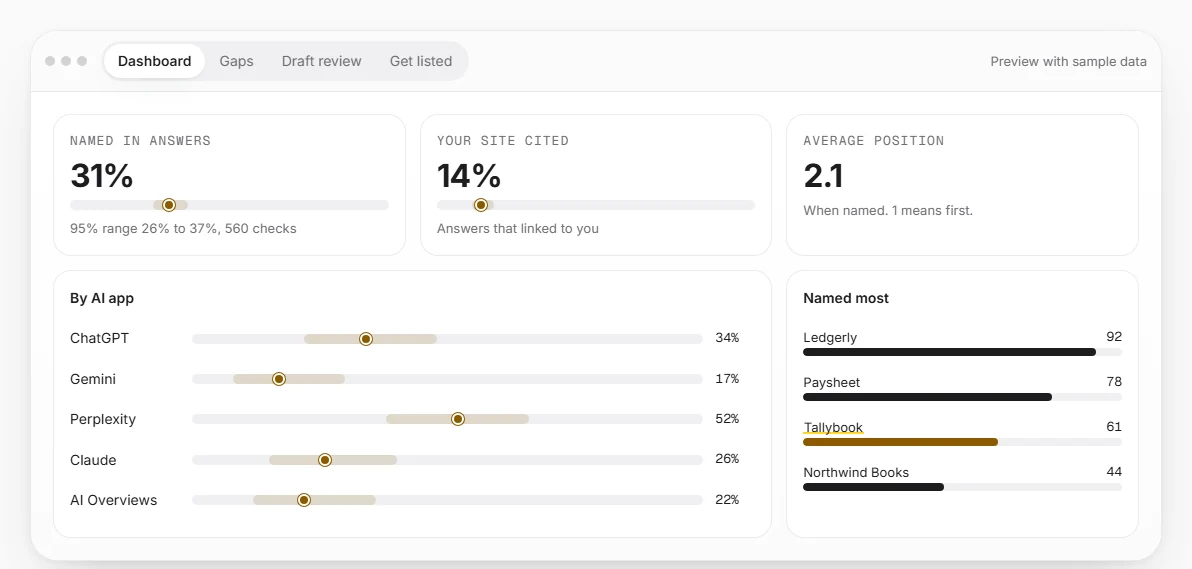 Dashboard
Gaps
Draft review
Get listed
Preview with sample data
NAMED IN ANSWERS
31%
95% range 26% to 37%, 560 checks
YOUR SITE CITED
14%
Answers that linked to you
AVERAGE POSITION
2.1
When named. 1 means first.
By AI app
ChatGPT 34%
Gemini 17%
Perplexity 52%
Claude 26%
AI Overviews 22%
Named most
Ledgerly 92
Paysheet 78
Tallybook 61
Northwind Books 44